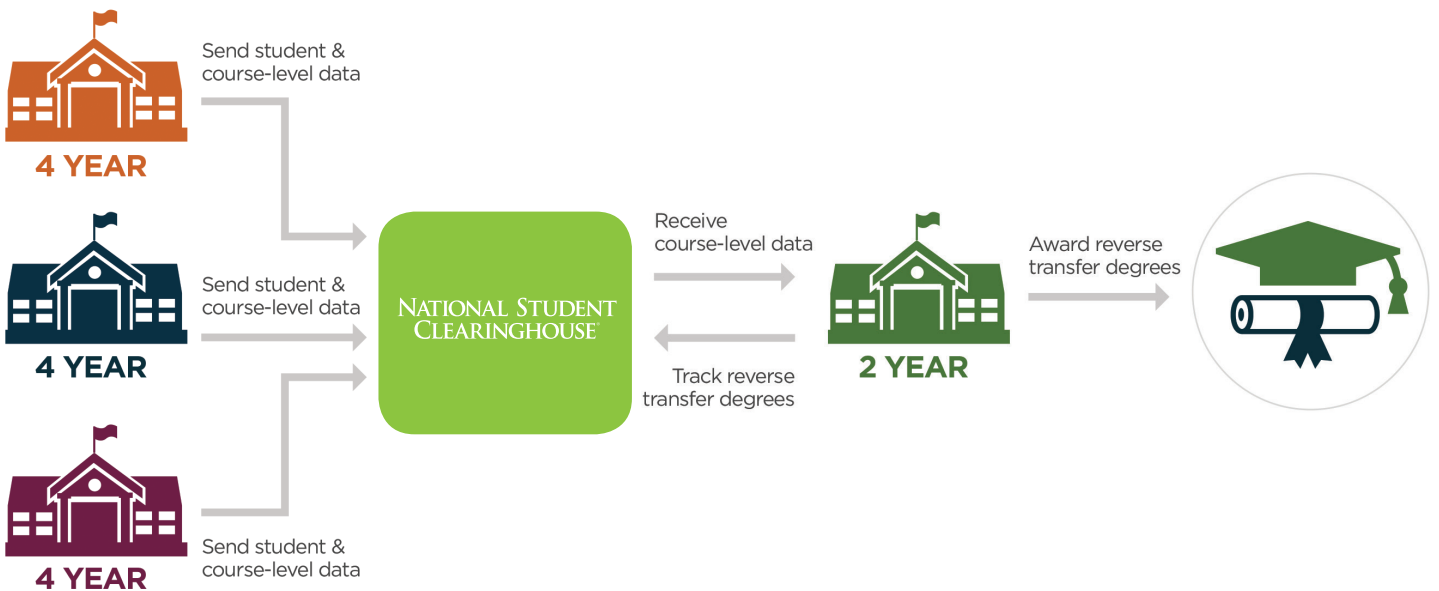 Send student &
course-level data
4 YEAR
Send student &
course-level data
4 YEAR
Send student &
course-level data
4 YEAR
NATIONAL STUDENT
CLEARINGHOUSE®
Receive
course-level data
Track reverse
transfer degrees
2 YEAR
Award reverse
transfer degrees